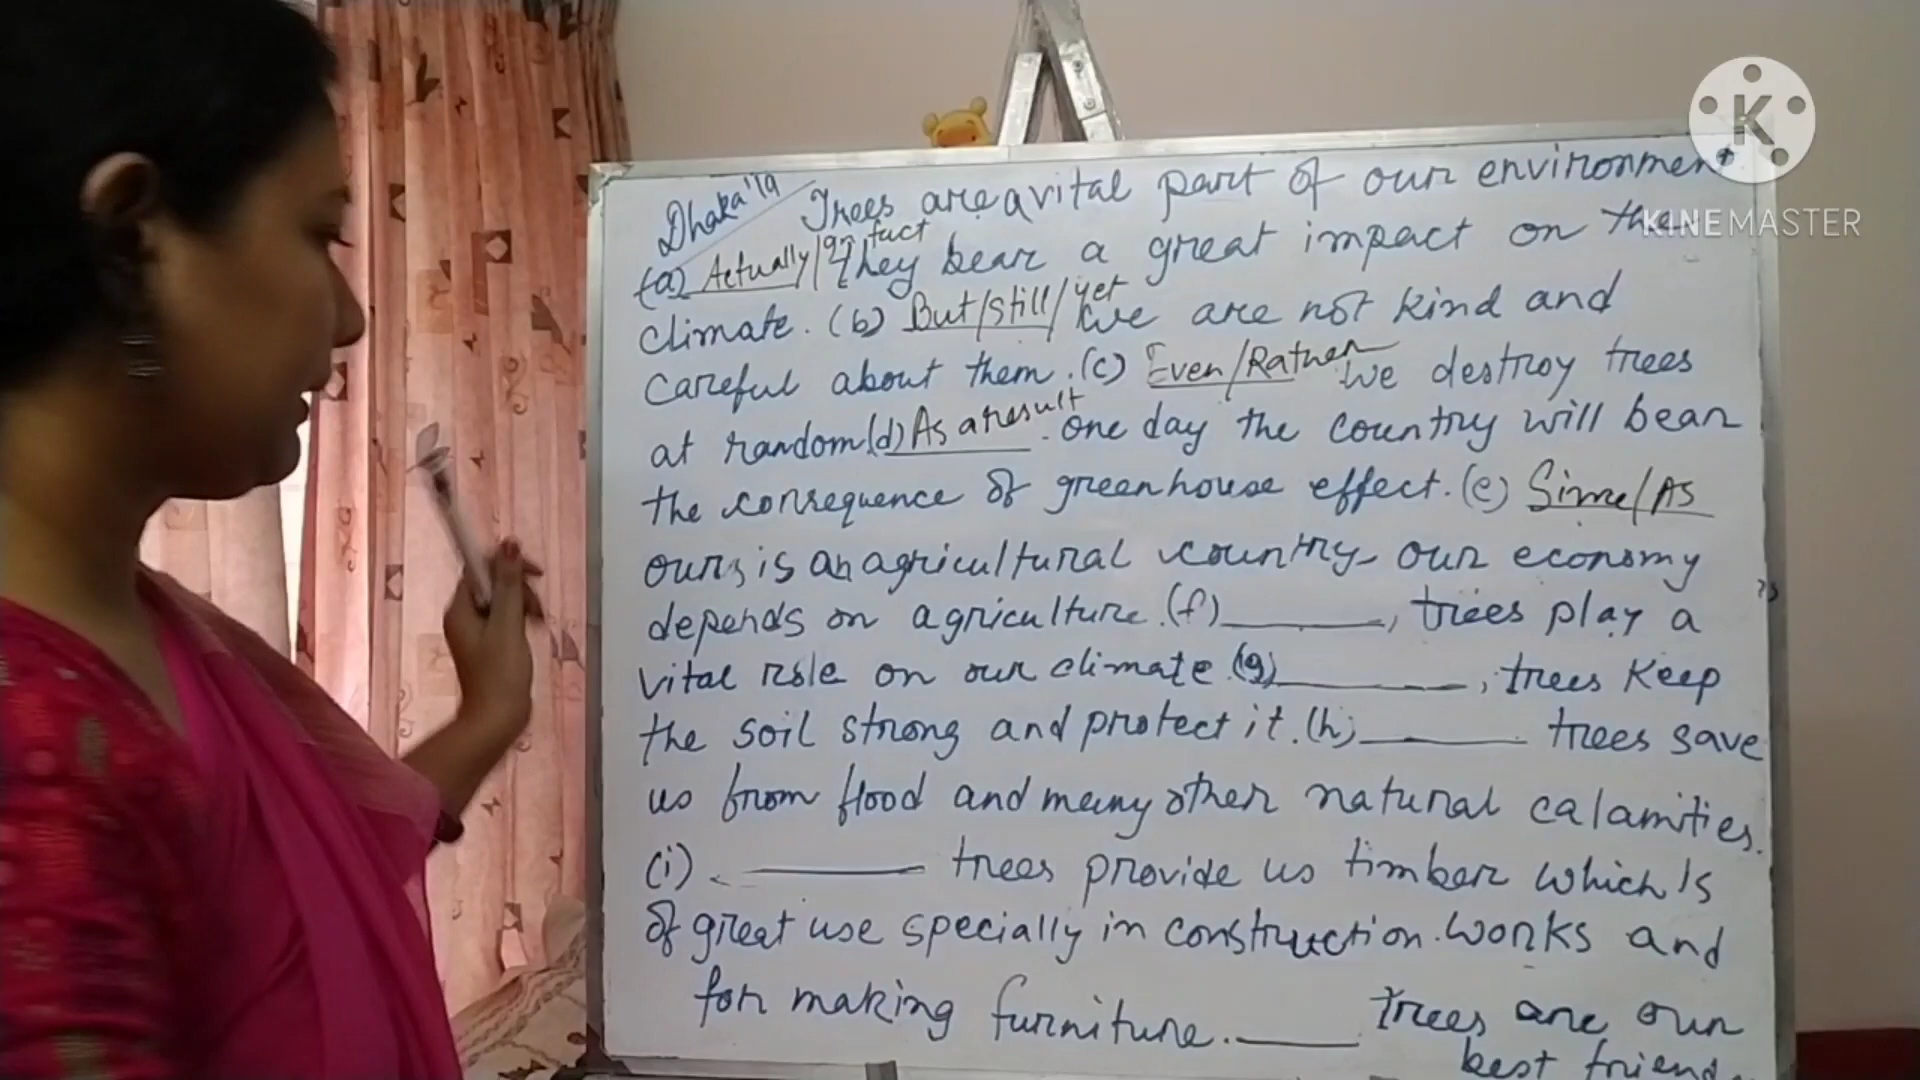 Dhaka'19
Trees are a vital part of our environment
(a) Actually/In fact they bear a great impact on the
climate. (b) But/Still/yet we are not kind and
careful about them. (c) Even/Rather we destroy trees
at random. (d) As a result. one day the country will bear
the consequence of greenhouse effect. (e) Since/As
ours is an agricultural country, our economy
depends on agriculture. (f) ______, trees play a
vital role on our climate. (g) ______, trees keep
the soil strong and protect it. (h) ______ trees save
us from flood and many other natural calamities.
(i) ______ trees provide us timber which is
of great use specially in construction works and
for making furniture. ______ trees are our
best friend.
K
KINEMASTER